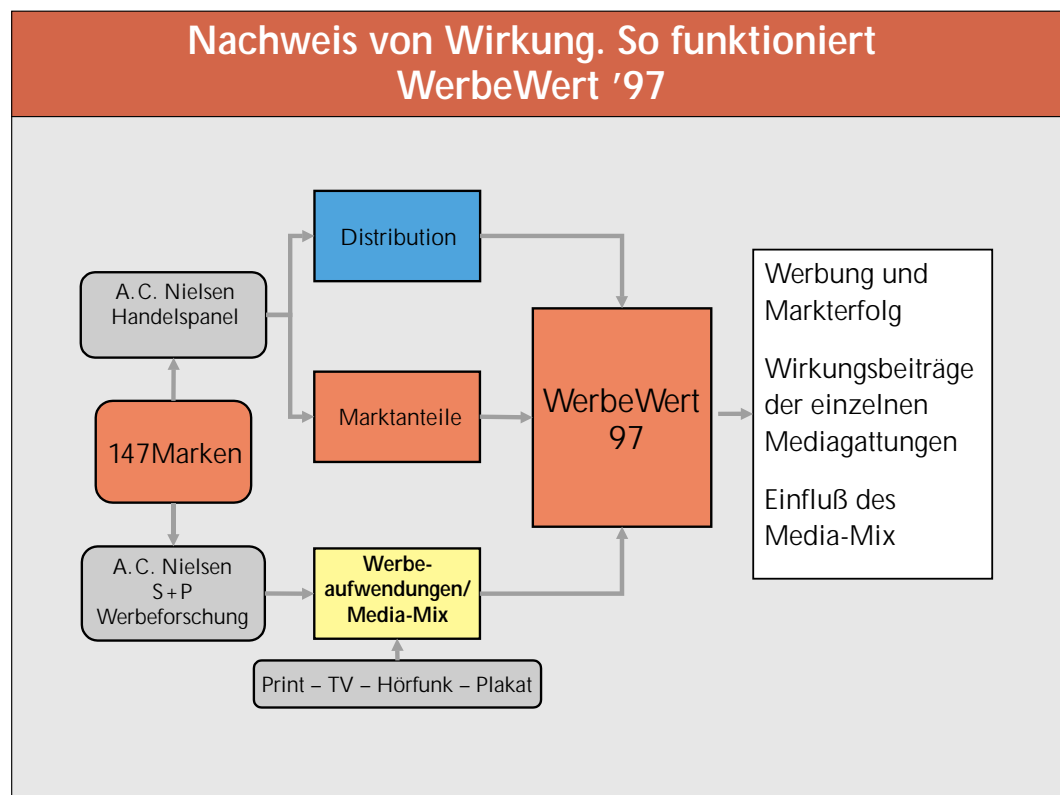 Nachweis von Wirkung. So funktioniert
WerbeWert ’97
Distribution
A.C. Nielsen
Handelspanel
Marktanteile
147Marken
WerbeWert
97
A.C. Nielsen
S+P
Werbeforschung
Werbe-
aufwendungen/
Media-Mix
Print – TV – Hörfunk – Plakat
Werbung und
Markterfolg
Wirkungsbeiträge
der einzelnen
Mediagattungen
Einfluß des
Media-Mix